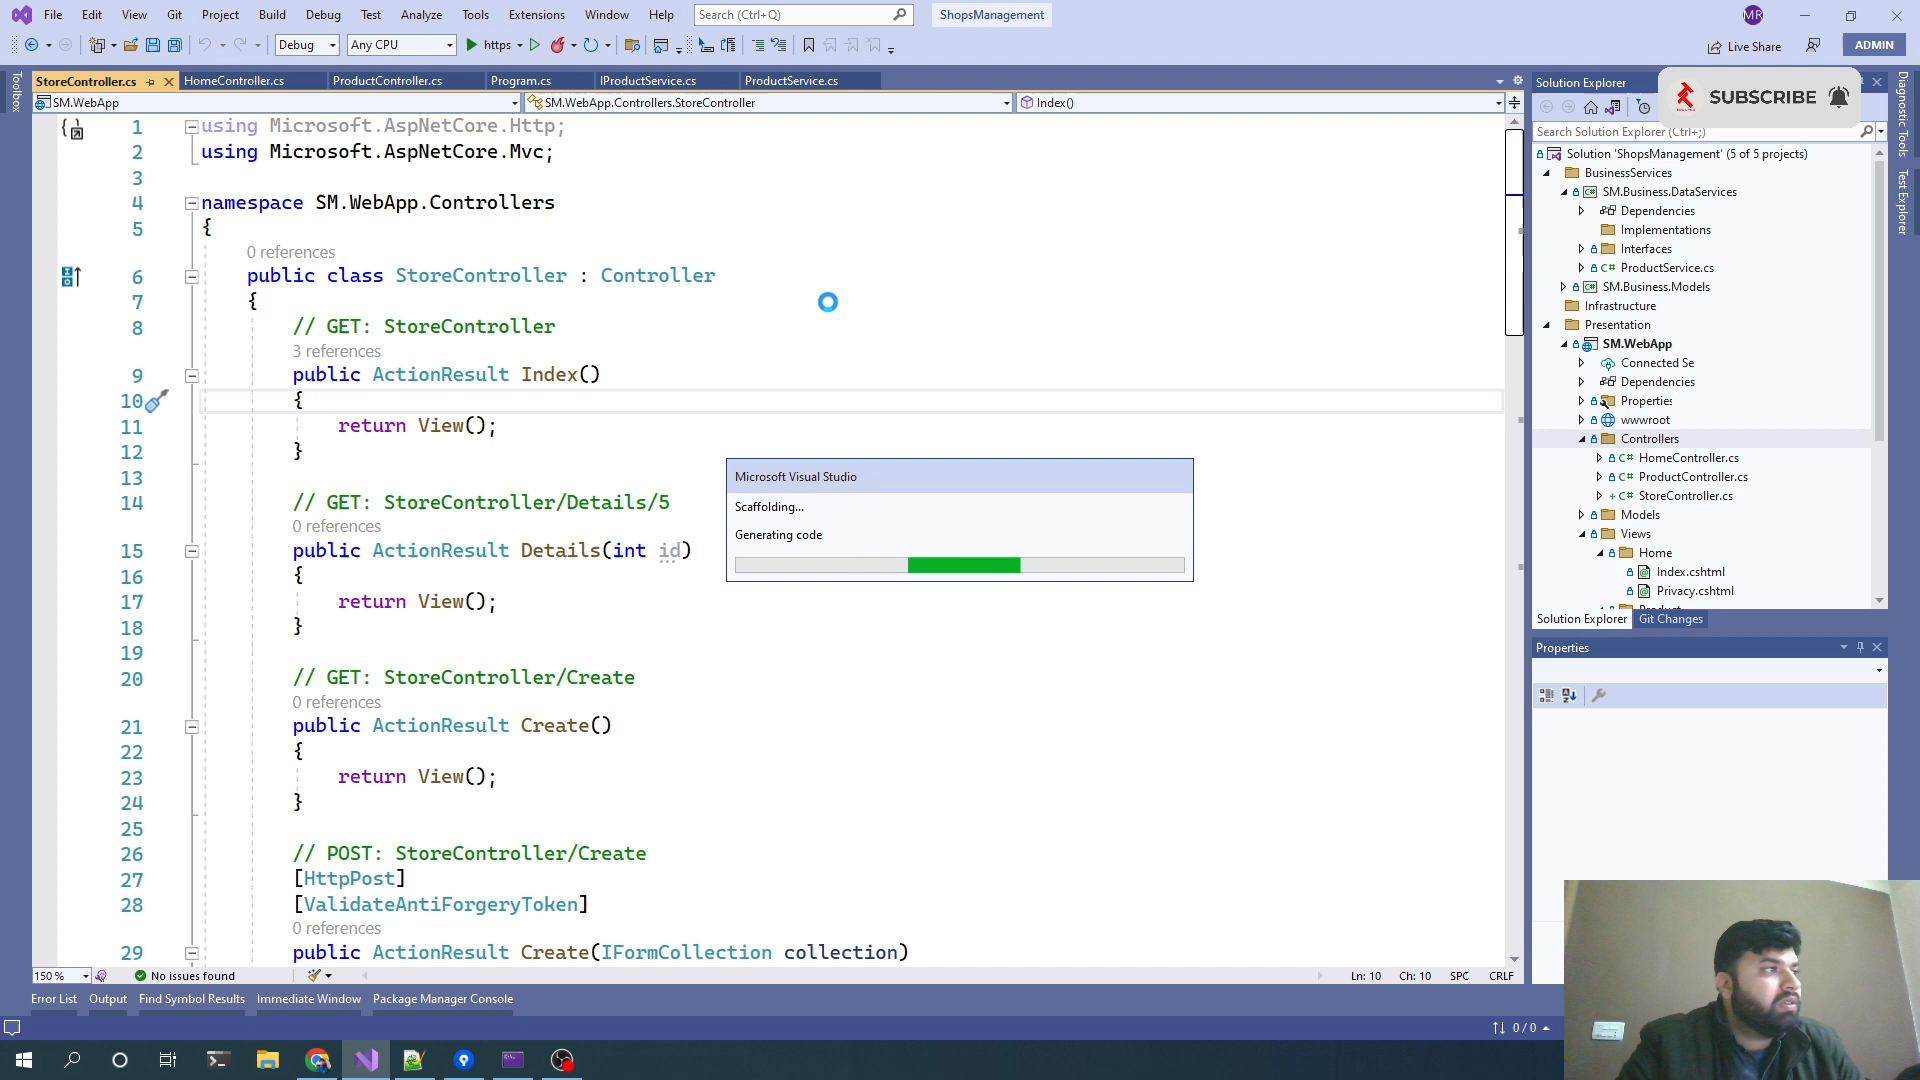 File Edit View Git Project Build Debug Test Analyze Tools Extensions Window Help Search (Ctrl+Q) ShopsManagement MR
Debug Any CPU https Live Share ADMIN
StoreController.cs HomeController.cs ProductController.cs Program.cs IProductService.cs ProductService.cs
SM.WebApp SM.WebApp.Controllers.StoreController Index()
Toolbox
1 using Microsoft.AspNetCore.Http;
2 using Microsoft.AspNetCore.Mvc;
3
4 namespace SM.WebApp.Controllers
5 {
0 references
6 public class StoreController : Controller
7 {
8 // GET: StoreController
3 references
9 public ActionResult Index()
10 {
11 return View();
12 }
13
14 // GET: StoreController/Details/5
0 references
15 public ActionResult Details(int id)
16 {
17 return View();
18 }
19
20 // GET: StoreController/Create
0 references
21 public ActionResult Create()
22 {
23 return View();
24 }
25
26 // POST: StoreController/Create
27 [HttpPost]
28 [ValidateAntiForgeryToken]
0 references
29 public ActionResult Create(IFormCollection collection)
Microsoft Visual Studio
Scaffolding...
Generating code
150 % No issues found Ln: 10 Ch: 10 SPC CRLF
Error List Output Find Symbol Results Immediate Window Package Manager Console
0 / 0
Solution Explorer
SUBSCRIBE
Search Solution Explorer (Ctrl+;)
Solution 'ShopsManagement' (5 of 5 projects)
BusinessServices
SM.Business.DataServices
Dependencies
Implementations
Interfaces
C# ProductService.cs
SM.Business.Models
Infrastructure
Presentation
SM.WebApp
Connected Se
Dependencies
Properties
wwwroot
Controllers
C# HomeController.cs
C# ProductController.cs
+ C# StoreController.cs
Models
Views
Home
Index.cshtml
Privacy.cshtml
Product
Solution Explorer Git Changes
Properties
Diagnostic Tools
Test Explorer